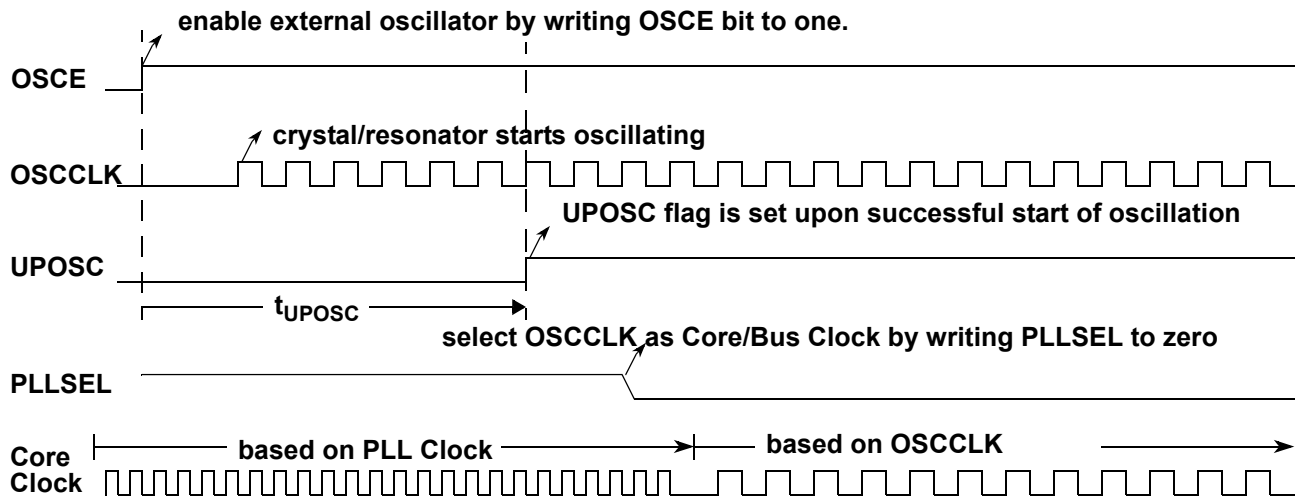 enable external oscillator by writing OSCE bit to one.
OSCE
crystal/resonator starts oscillating
OSCCLK
UPOSC flag is set upon successful start of oscillation
UPOSC
tUPOSC
select OSCCLK as Core/Bus Clock by writing PLLSEL to zero
PLLSEL
based on PLL Clock
based on OSCCLK
Core
Clock